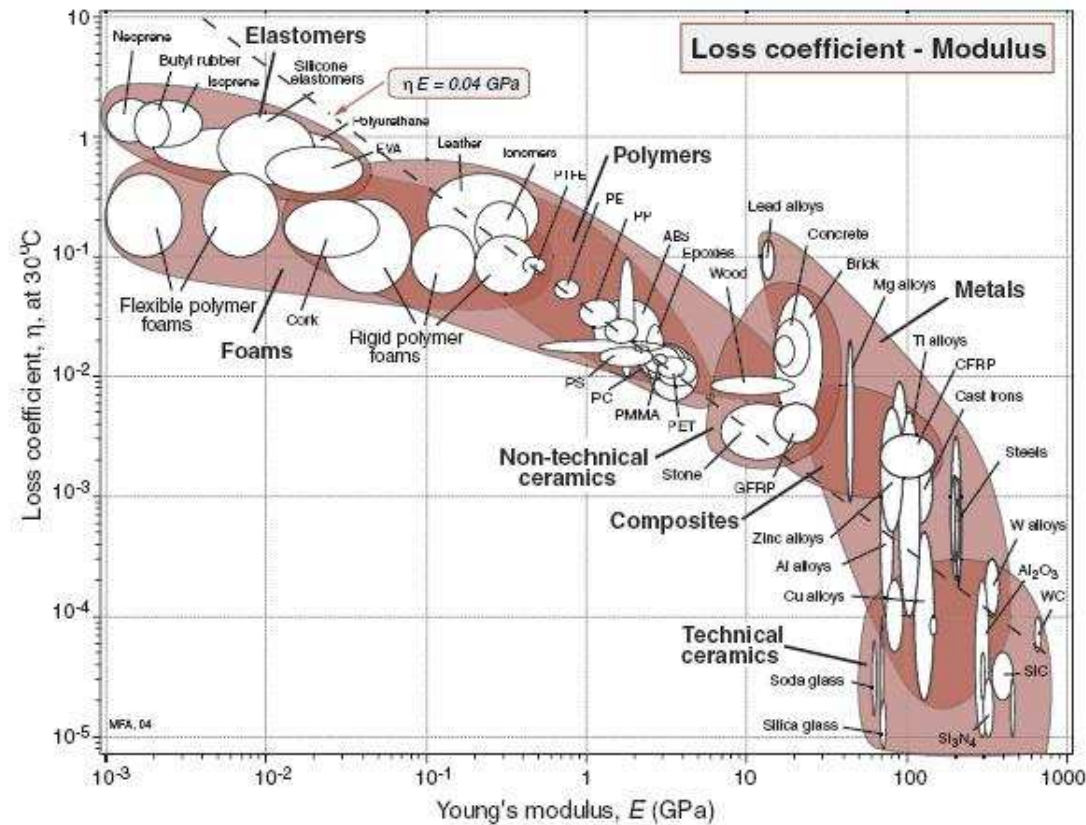 Loss coefficient - Modulus
η E = 0.04 GPa
Neoprene
Butyl rubber
Isoprene
Elastomers
Silicone
elastomers
Polyurethane
EVA
Leather
Ionomers
PTFE
Polymers
PE
PP
ABS
Epoxies
Lead alloys
Concrete
Wood
Brick
Mg alloys
Metals
Ti alloys
CFRP
Cast irons
Steels
W alloys
Al₂O₃
WC
Flexible polymer
foams
Foams
Cork
Rigid polymer
foams
PS
PC
PMMA
PET
Non-technical
ceramics
Stone
GFRP
Composites
Zinc alloys
Al alloys
Cu alloys
Technical
ceramics
Soda glass
Silica glass
SiC
Si₃N₄
MFA, 04
Loss coefficient, η, at 30°C
10
1
10⁻¹
10⁻²
10⁻³
10⁻⁴
10⁻⁵
10⁻³
10⁻²
10⁻¹
1
10
100
1000
Young's modulus, E (GPa)